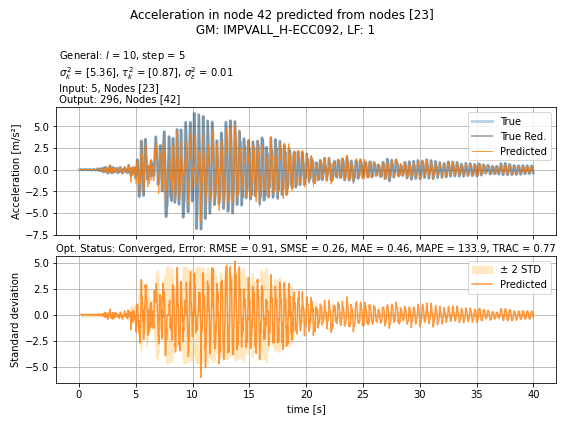 Acceleration in node 42 predicted from nodes [23]
GM: IMPVALL_H-ECC092, LF: 1
General: l = 10, step = 5
σ²ₖ = [5.36], τ²ₖ = [0.87], σ²ₑ = 0.01
Input: 5, Nodes [23]
Output: 296, Nodes [42]
Acceleration [m/s²]
5.0
2.5
0.0
−2.5
−5.0
−7.5
True
True Red.
Predicted
Opt. Status: Converged, Error: RMSE = 0.91, SMSE = 0.26, MAE = 0.46, MAPE = 133.9, TRAC = 0.77
Standard deviation
5.0
2.5
0.0
−2.5
−5.0
± 2 STD
Predicted
0 5 10 15 20 25 30 35 40
time [s]